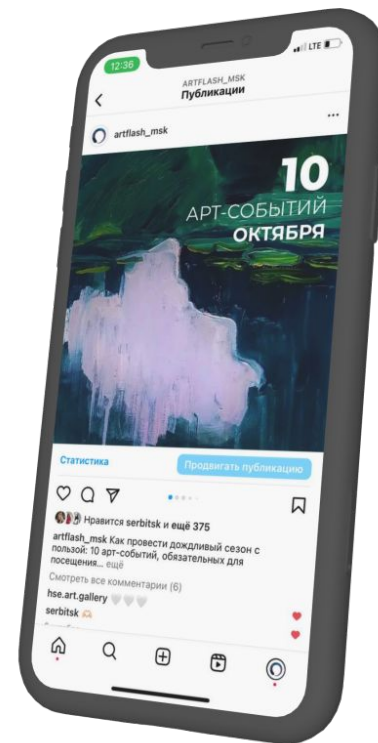 12:36
LTE
ARTFLASH_MSK
Публикации
artflash_msk
10
АРТ-СОБЫТИЙ
ОКТЯБРЯ
Статистика
Продвигать публикацию
Нравится serbitsk и ещё 375
artflash_msk Как провести дождливый сезон с
пользой: 10 арт-событий, обязательных для
посещения... ещё
Смотреть все комментарии (6)
hse.art.gallery 🤍🤍🤍
serbitsk